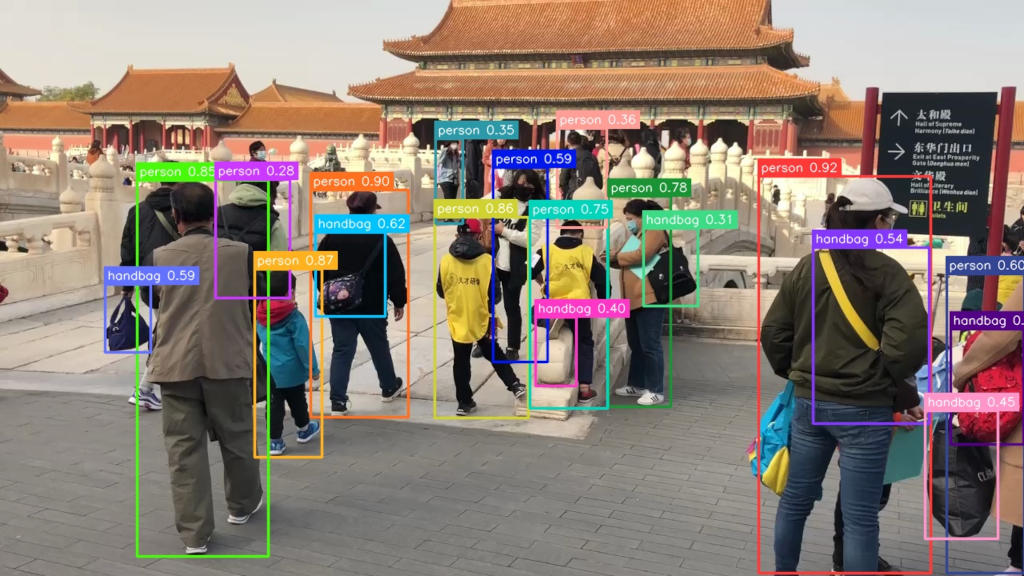 person 0.35
person 0.36
person 0.59
person 0.85
person 0.28
person 0.90
person 0.78
person 0.92
person 0.86
person 0.75
handbag 0.62
handbag 0.31
handbag 0.54
person 0.87
handbag 0.59
person 0.60
handbag 0.40
handbag 0.
handbag 0.45
太和殿
Hall of Supreme
Harmony (Taihe dian)
东华门出口
Exit at East Prosperity
Gate (Donghua men)
文华殿
Hall of Literary
Brilliance (Wenhua dian)
卫生间
Toilets